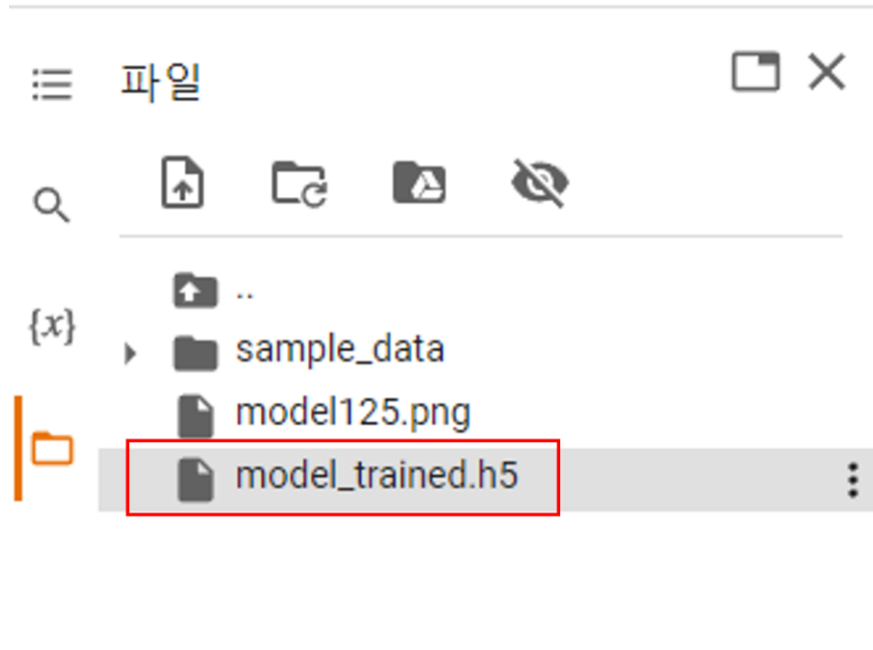 파일
{x}
..
sample_data
model125.png
model_trained.h5